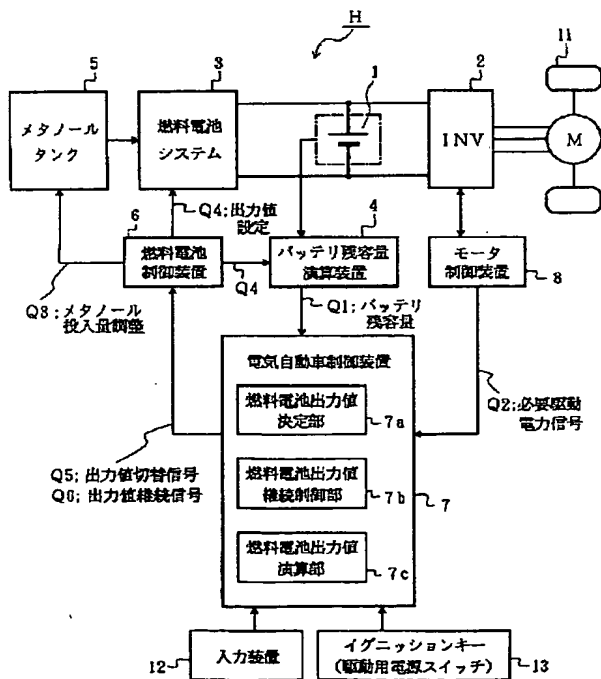 H
5
3
1
2
11
メタノール
タンク
燃料電池
システム
INV
M
Q4;出力値
設定
6
燃料電池
制御装置
Q4
4
バッテリ残容量
演算装置
モータ
制御装置
8
Q3;メタノール
投入量調整
Q1;バッテリ
残容量
電気自動車制御装置
Q2;必要駆動
電力信号
燃料電池出力値
決定部
7a
Q5;出力値切替信号
Q6;出力値継続信号
燃料電池出力値
継続制御部
7b
7
燃料電池出力値
演算部
7c
12
入力装置
イグニッションキー
(駆動用電源スイッチ)
13